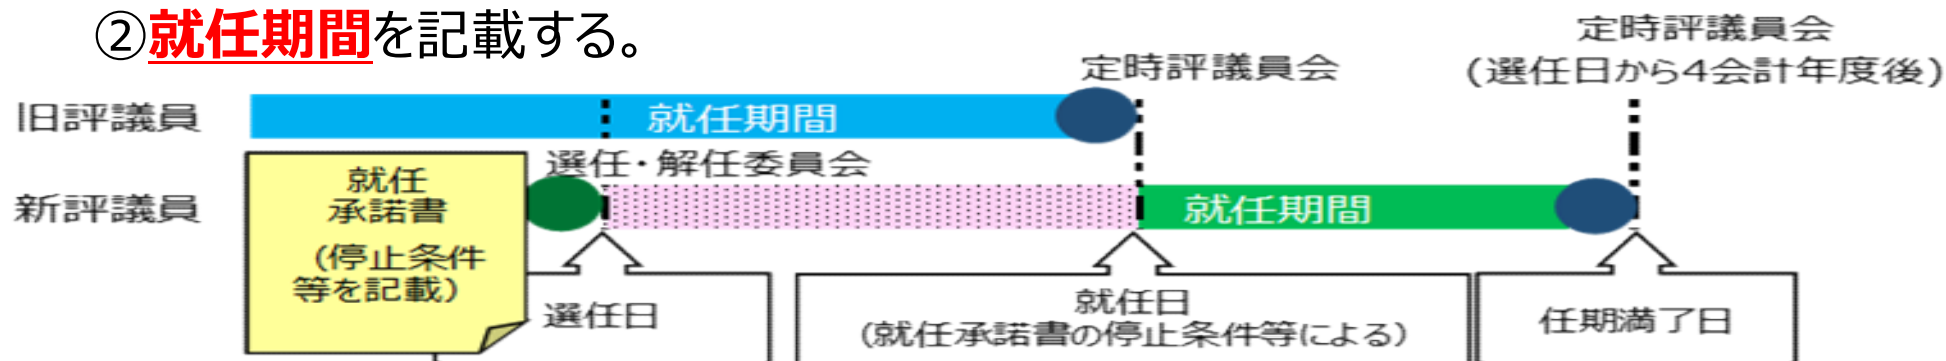 ②就任期間を記載する。
定時評議員会
定時評議員会
(選任日から4会計年度後)
旧評議員
就任期間
選任・解任委員会
新評議員
就任
承諾書
(停止条件
等を記載)
就任期間
選任日
就任日
(就任承諾書の停止条件等による)
任期満了日